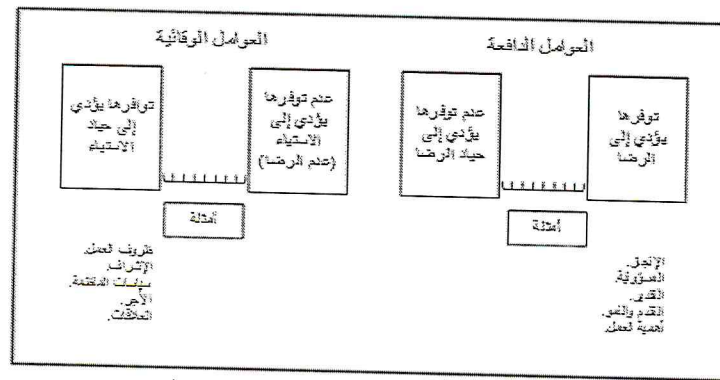 العوامل الدافعة
العوامل الوقائية
توفرها
يؤدي إلى
الرضا
عدم توفرها
يؤدي إلى
حياد الرضا
عدم توفرها
يؤدي إلى
الاستياء
(عدم الرضا)
توافرها يؤدي
إلى حياد
الاستياء
أمثلة
أمثلة
الإنجاز.
المسؤولية.
التقدم والنمو.
أهمية العمل.
ظروف العمل.
الإشراف.
سياسات المنظمة.
الأجر.
العلاقات.